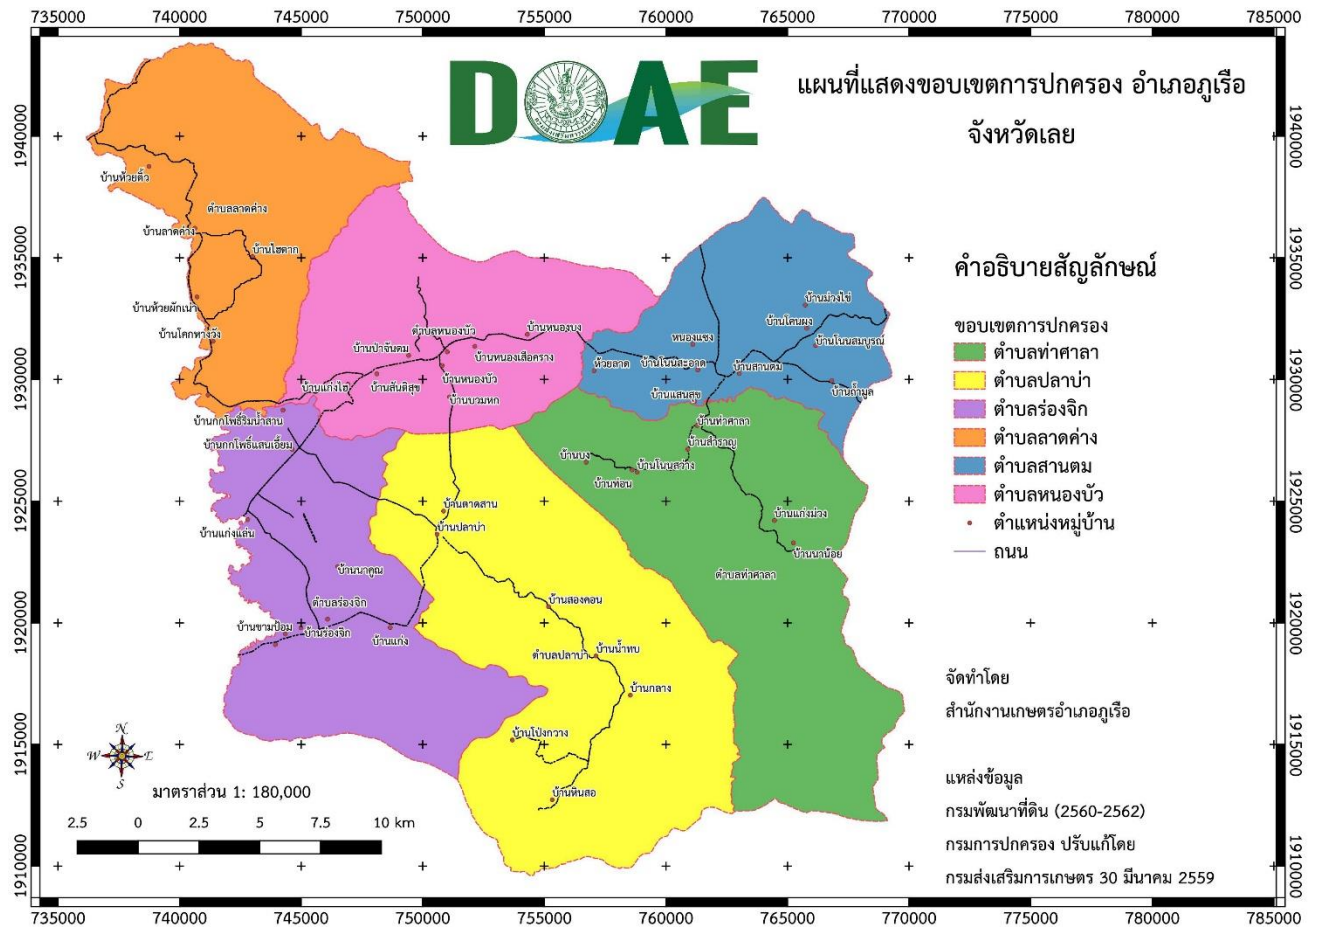 735000 740000 745000 750000 755000 760000 765000 770000 775000 780000 785000
DOAE
แผนที่แสดงขอบเขตการปกครอง อำเภอภูเรือ
จังหวัดเลย
1940000 1940000
บ้านห้วยติ้ว
ตำบลลาดค่าง
บ้านลาดค่าง
บ้านไฮตาก
1935000 1935000
คำอธิบายสัญลักษณ์
บ้านห้วยผักเน่า
บ้านโคกหางวัง
บ้านม่วงไข่
บ้านโคนผง
บ้านโนนสมบูรณ์
ตำบลหนองบัว
บ้านหนองบง
หนองแซง
บ้านป่าจันตม
บ้านหนองเสือคราง
ห้วยลาด
บ้านโนนสะอาด
บ้านสานตม
บ้านถ้ำมูล
1930000 1930000
บ้านแก่งไฮ
บ้านสันติสุข
บ้านหนองบัว
บ้านบวมหก
บ้านแสนสุข
ขอบเขตการปกครอง
ตำบลท่าศาลา
ตำบลปลาบ่า
ตำบลร่องจิก
ตำบลลาดค่าง
ตำบลสานตม
ตำบลหนองบัว
ตำแหน่งหมู่บ้าน
ถนน
บ้านกกโพธิ์ริมน้ำสาน
บ้านกกโพธิ์แสนเอี้ยม
บ้านท่าศาลา
บ้านสำราญ
บ้านบง
บ้านโนนสว่าง
บ้านท่อน
1925000 1925000
บ้านลาดสาน
บ้านปลาบ่า
บ้านแก่งแล่น
บ้านแก่งม่วง
บ้านนาน้อย
บ้านนาคูณ
ตำบลท่าศาลา
ตำบลร่องจิก
บ้านสองคอน
บ้านขามป้อม
บ้านร่องจิก
บ้านแก่ง
1920000 1920000
ตำบลปลาบ่า
บ้านน้ำทบ
บ้านกลาง
จัดทำโดย
สำนักงานเกษตรอำเภอภูเรือ
บ้านโป่งกวาง
บ้านหินสอ
1915000 1915000
N
W E
S
มาตราส่วน 1: 180,000
2.5 0 2.5 5 7.5 10 km
แหล่งข้อมูล
กรมพัฒนาที่ดิน (2560-2562)
กรมการปกครอง ปรับแก้โดย
กรมส่งเสริมการเกษตร 30 มีนาคม 2559
1910000 1910000
735000 740000 745000 750000 755000 760000 765000 770000 775000 780000 785000